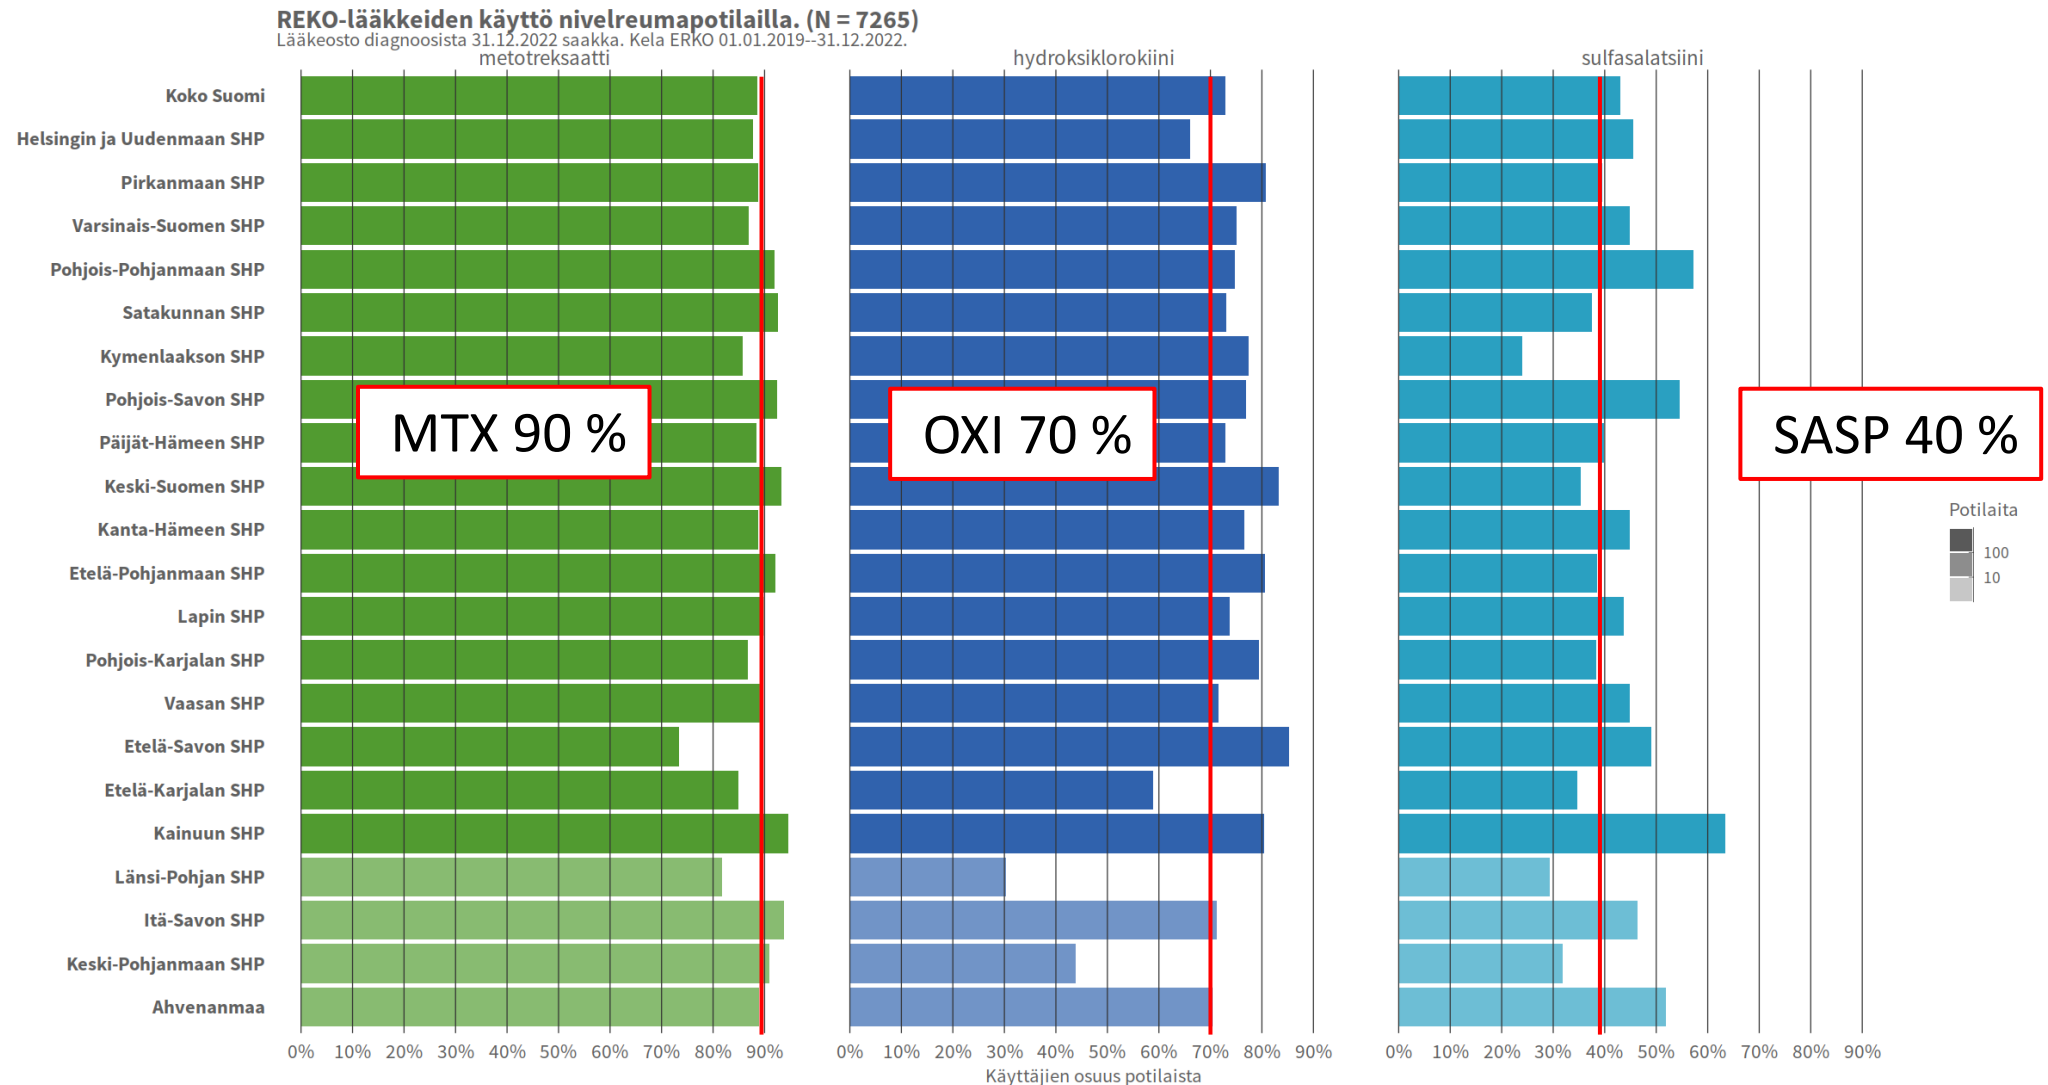 REKO-lääkkeiden käyttö nivelreumapotilailla. (N = 7265)
Lääkeosto diagnoosista 31.12.2022 saakka. Kela ERKO 01.01.2019--31.12.2022.
metotreksaatti
hydroksiklorokiini
sulfasalatsiini
Koko Suomi
Helsingin ja Uudenmaan SHP
Pirkanmaan SHP
Varsinais-Suomen SHP
Pohjois-Pohjanmaan SHP
Satakunnan SHP
Kymenlaakson SHP
Pohjois-Savon SHP
Päijät-Hämeen SHP
Keski-Suomen SHP
Kanta-Hämeen SHP
Etelä-Pohjanmaan SHP
Lapin SHP
Pohjois-Karjalan SHP
Vaasan SHP
Etelä-Savon SHP
Etelä-Karjalan SHP
Kainuun SHP
Länsi-Pohjan SHP
Itä-Savon SHP
Keski-Pohjanmaan SHP
Ahvenanmaa
MTX 90 %
OXI 70 %
SASP 40 %
Potilaita
100
10
0% 10% 20% 30% 40% 50% 60% 70% 80% 90%
0% 10% 20% 30% 40% 50% 60% 70% 80% 90%
0% 10% 20% 30% 40% 50% 60% 70% 80% 90%
Käyttäjien osuus potilaista